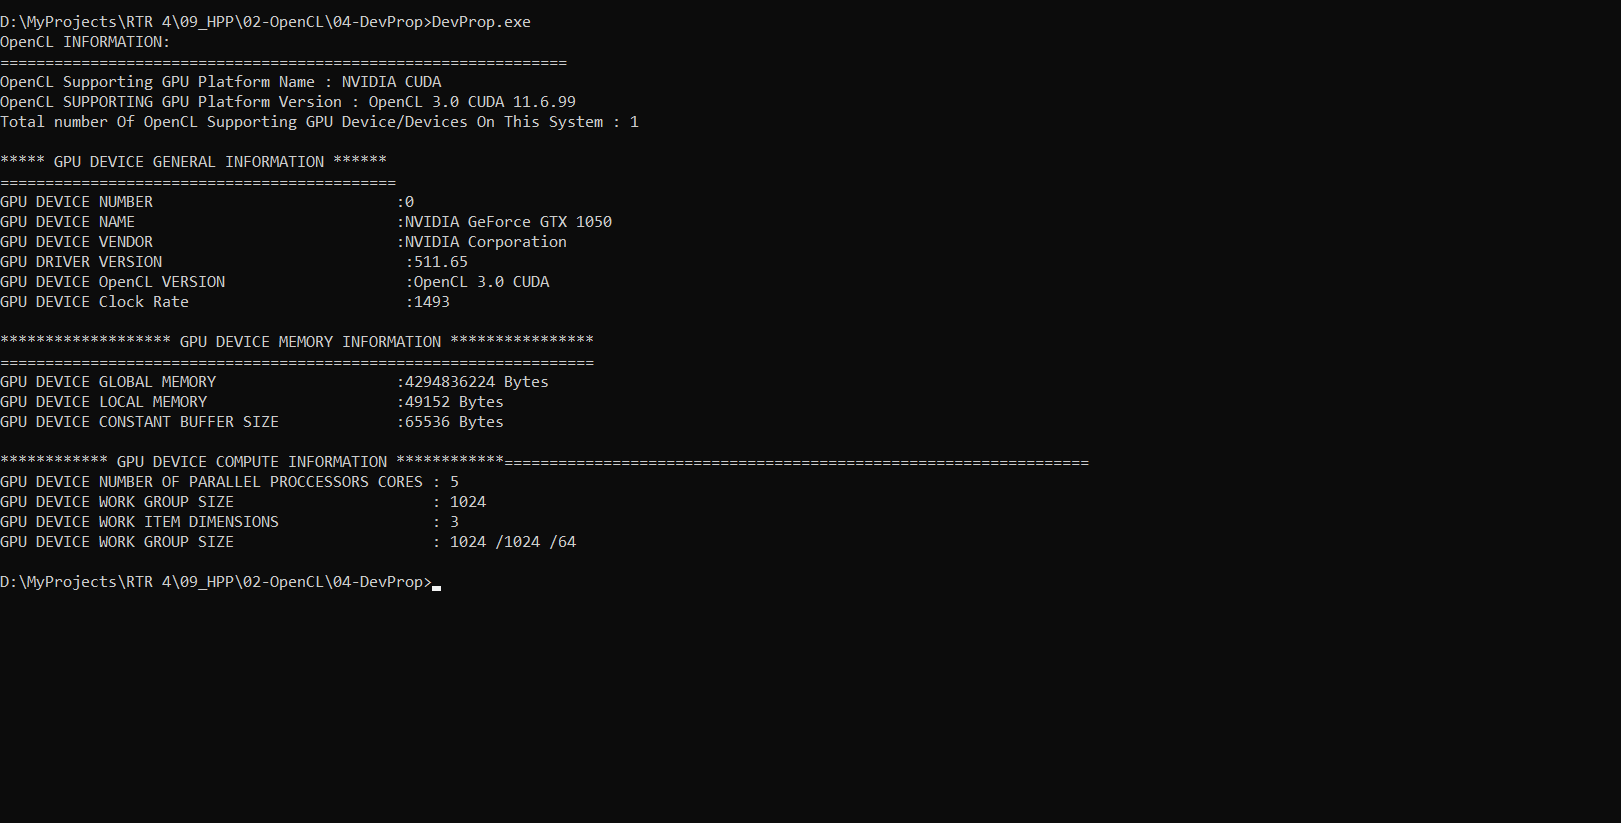 D:\MyProjects\RTR 4\09_HPP\02-OpenCL\04-DevProp>DevProp.exe
OpenCL INFORMATION:
===============================================================
OpenCL Supporting GPU Platform Name : NVIDIA CUDA
OpenCL SUPPORTING GPU Platform Version : OpenCL 3.0 CUDA 11.6.99
Total number Of OpenCL Supporting GPU Device/Devices On This System : 1
***** GPU DEVICE GENERAL INFORMATION ******
============================================
GPU DEVICE NUMBER                           :0
GPU DEVICE NAME                             :NVIDIA GeForce GTX 1050
GPU DEVICE VENDOR                           :NVIDIA Corporation
GPU DRIVER VERSION                           :511.65
GPU DEVICE OpenCL VERSION                    :OpenCL 3.0 CUDA
GPU DEVICE Clock Rate                        :1493
******************* GPU DEVICE MEMORY INFORMATION ****************
==================================================================
GPU DEVICE GLOBAL MEMORY                    :4294836224 Bytes
GPU DEVICE LOCAL MEMORY                     :49152 Bytes
GPU DEVICE CONSTANT BUFFER SIZE             :65536 Bytes
************ GPU DEVICE COMPUTE INFORMATION ************=================================================================
GPU DEVICE NUMBER OF PARALLEL PROCCESSORS CORES : 5
GPU DEVICE WORK GROUP SIZE                      : 1024
GPU DEVICE WORK ITEM DIMENSIONS                 : 3
GPU DEVICE WORK GROUP SIZE                      : 1024 /1024 /64
D:\MyProjects\RTR 4\09_HPP\02-OpenCL\04-DevProp>